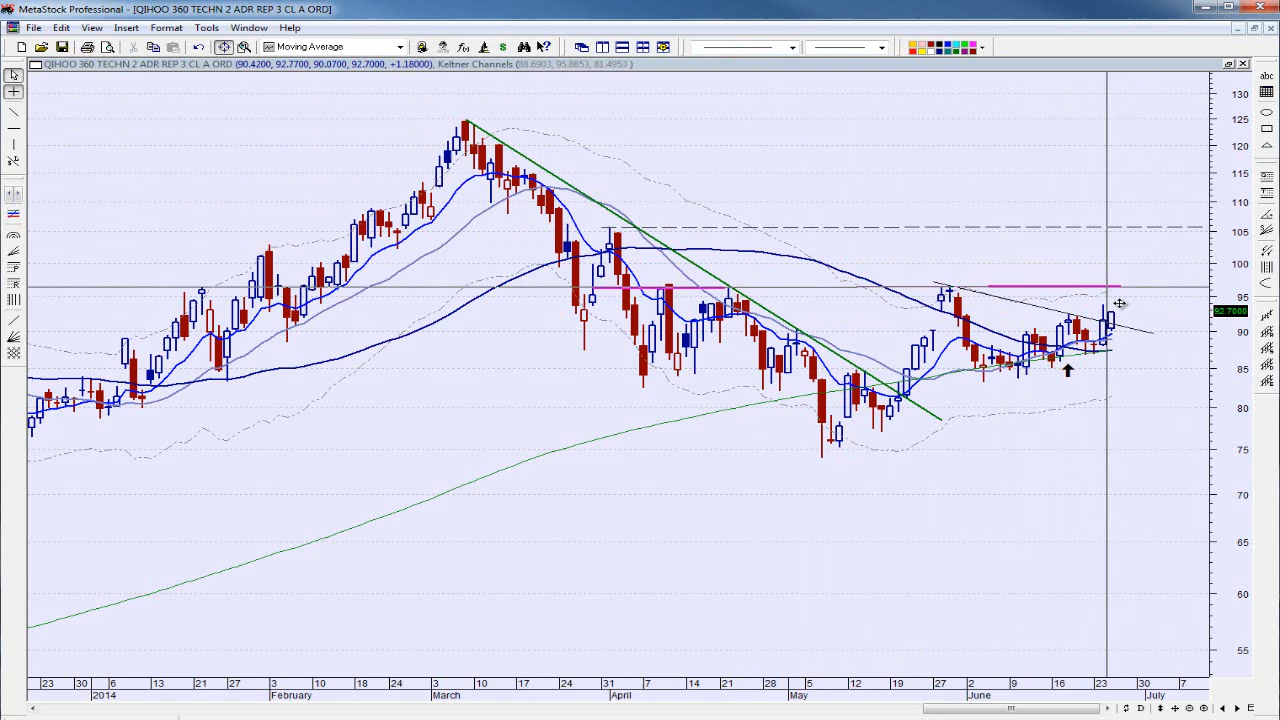 MetaStock Professional - [QIHOO 360 TECHN 2 ADR REP 3 CL A ORD]
File Edit View Insert Format Tools Window Help
Moving Average
abc
QIHOO 360 TECHN 2 ADR REP 3 CL A ORD (90.4200, 92.7700, 90.0700, 92.7000, +1.18000), Keltner Channels (88.6903, 95.8853, 81.4953 )
130
125
120
115
110
105
100
95
92.7000
90
85
80
75
70
65
60
55
23 30 6 13 21 27 3 10 18 24 3 10 17 24 31 7 14 21 28 5 12 19 27 2 9 16 23 30 7
2014 February March April May June July
D E